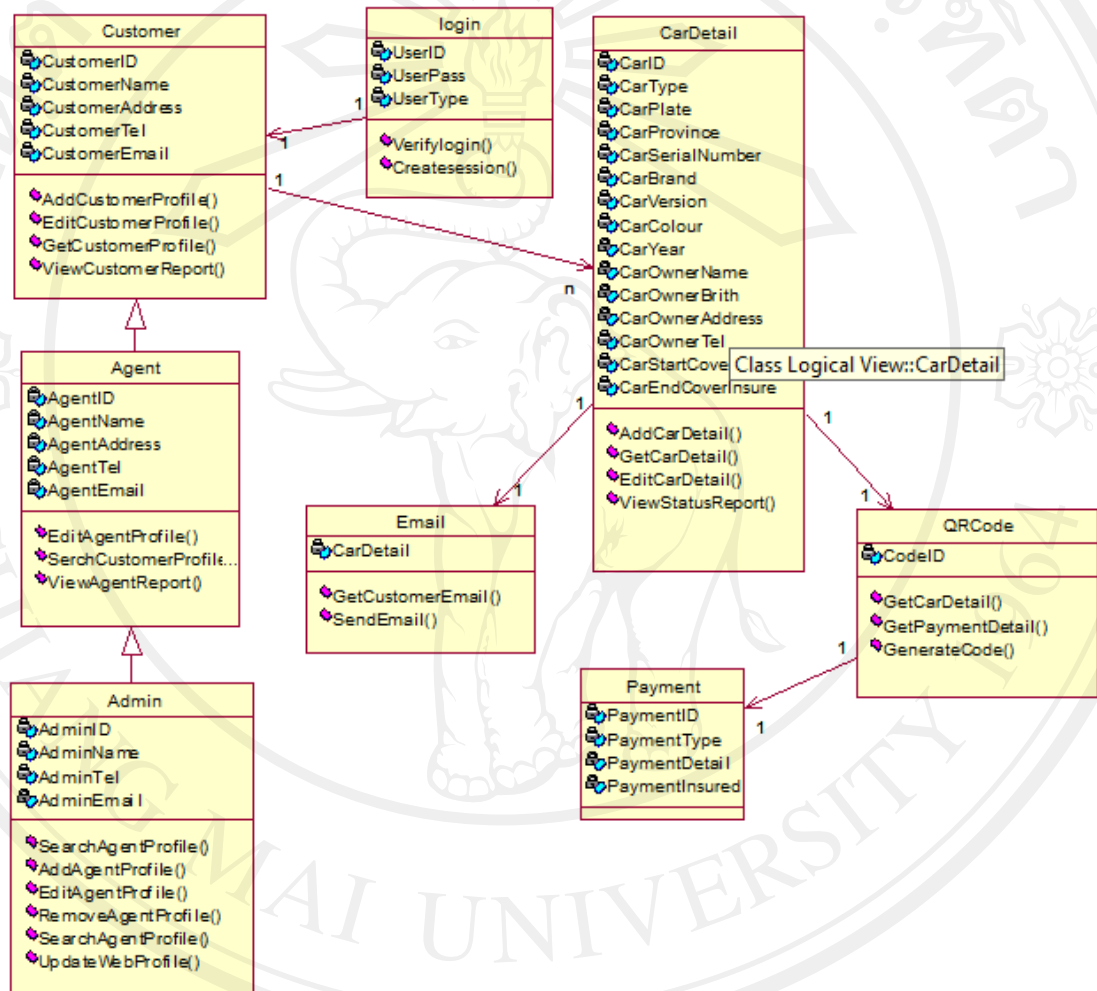 Customer
CustomerID
CustomerName
CustomerAddress
CustomerTel
CustomerEmail
AddCustomerProfile()
EditCustomerProfile()
GetCustomerProfile()
ViewCustomerReport()
login
UserID
UserPass
UserType
Verifylogin()
Createsession()
1
1
1
n
CarDetail
CarID
CarType
CarPlate
CarProvince
CarSerialNumber
CarBrand
CarVersion
CarColour
CarYear
CarOwnerName
CarOwnerBrith
CarOwnerAddress
CarOwnerTel
CarStartCove
Class Logical View::CarDetail
CarEndCoverInsure
AddCarDetail()
GetCarDetail()
EditCarDetail()
ViewStatusReport()
1
1
1
1
Agent
AgentID
AgentName
AgentAddress
AgentTel
AgentEmail
EditAgentProfile()
SerchCustomerProfile...
ViewAgentReport()
Email
CarDetail
GetCustomerEmail()
SendEmail()
QRCode
CodeID
GetCarDetail()
GetPaymentDetail()
GenerateCode()
1
1
Payment
PaymentID
PaymentType
PaymentDetail
PaymentInsured
Admin
AdminID
AdminName
AdminTel
AdminEmail
SearchAgentProfile()
AddAgentProfile()
EditAgentProfile()
RemoveAgentProfile()
SearchAgentProfile()
UpdateWebProfile()
MAI UNIVERSITY 1964